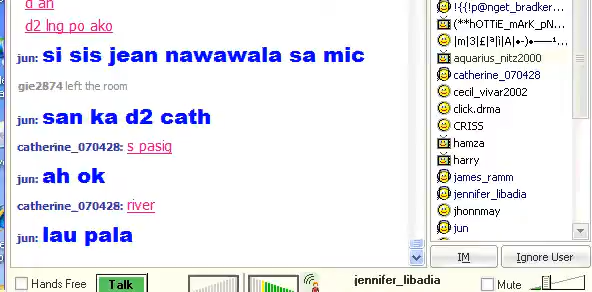 d an
d2 lng po ako
jun: si sis jean nawawala sa mic
gie2874 left the room
jun: san ka d2 cath
catherine_070428: s pasig
jun: ah ok
catherine_070428: river
jun: lau pala
!{{!p@nget_bradker...
(**hOTTiE_mArK_pN...
aquarius_nitz2000
catherine_070428
cecil_vivar2002
click.drma
CRISS
hamza
harry
james_ramm
jennifer_libadia
jhonnmay
jun
IM
Ignore User
Hands Free
Talk
jennifer_libadia
Mute